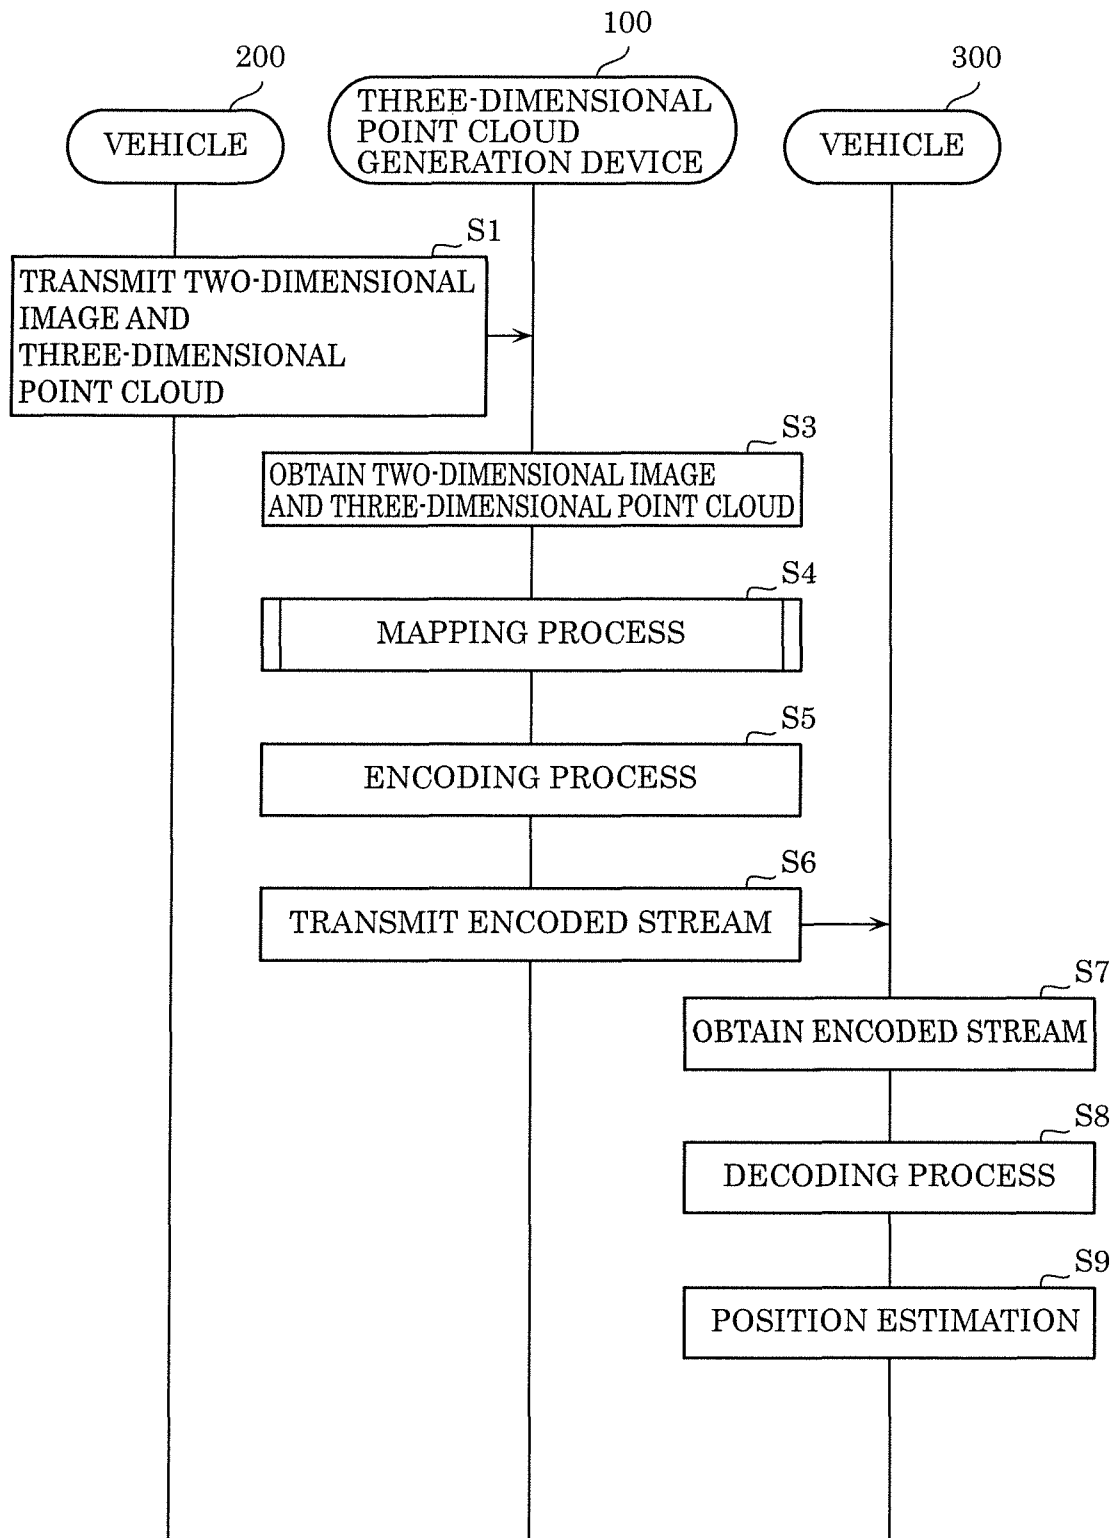 100
200
300
THREE-DIMENSIONAL
POINT CLOUD
GENERATION DEVICE
VEHICLE
VEHICLE
S1
TRANSMIT TWO-DIMENSIONAL
IMAGE AND
THREE-DIMENSIONAL
POINT CLOUD
S3
OBTAIN TWO-DIMENSIONAL IMAGE
AND THREE-DIMENSIONAL POINT CLOUD
S4
MAPPING PROCESS
S5
ENCODING PROCESS
S6
TRANSMIT ENCODED STREAM
S7
OBTAIN ENCODED STREAM
S8
DECODING PROCESS
S9
POSITION ESTIMATION